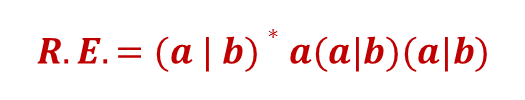 R. E. = (a | b)* a(a|b)(a|b)